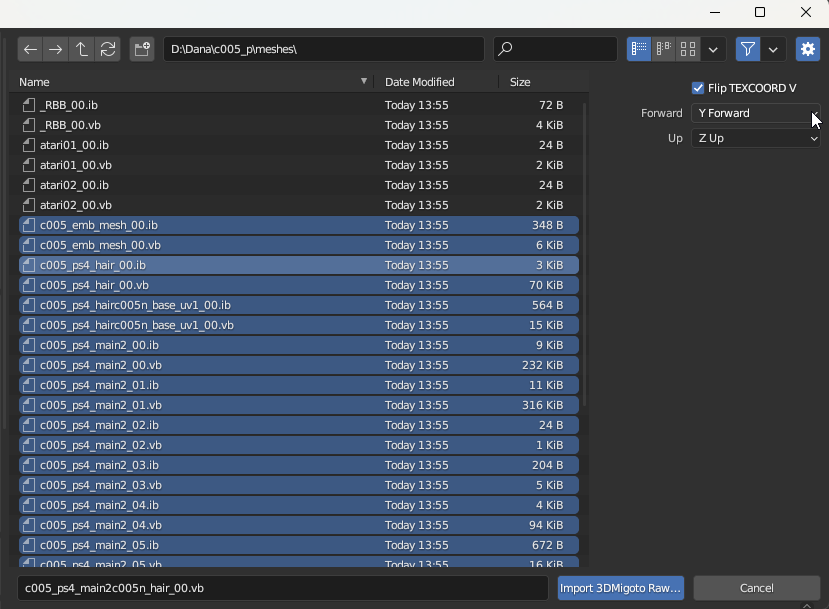 D:\Dana\c005_p\meshes\
Name Date Modified Size
_RBB_00.ib Today 13:55 72 B
_RBB_00.vb Today 13:55 4 KiB
atari01_00.ib Today 13:55 24 B
atari01_00.vb Today 13:55 2 KiB
atari02_00.ib Today 13:55 24 B
atari02_00.vb Today 13:55 2 KiB
c005_emb_mesh_00.ib Today 13:55 348 B
c005_emb_mesh_00.vb Today 13:55 6 KiB
c005_ps4_hair_00.ib Today 13:55 3 KiB
c005_ps4_hair_00.vb Today 13:55 70 KiB
c005_ps4_hairc005n_base_uv1_00.ib Today 13:55 564 B
c005_ps4_hairc005n_base_uv1_00.vb Today 13:55 15 KiB
c005_ps4_main2_00.ib Today 13:55 9 KiB
c005_ps4_main2_00.vb Today 13:55 232 KiB
c005_ps4_main2_01.ib Today 13:55 11 KiB
c005_ps4_main2_01.vb Today 13:55 316 KiB
c005_ps4_main2_02.ib Today 13:55 24 B
c005_ps4_main2_02.vb Today 13:55 1 KiB
c005_ps4_main2_03.ib Today 13:55 204 B
c005_ps4_main2_03.vb Today 13:55 5 KiB
c005_ps4_main2_04.ib Today 13:55 4 KiB
c005_ps4_main2_04.vb Today 13:55 94 KiB
c005_ps4_main2_05.ib Today 13:55 672 B
c005_ps4_main2_05.vb Today 13:55 16 KiB
Flip TEXCOORD V
Forward Y Forward
Up Z Up
c005_ps4_main2c005n_hair_00.vb
Import 3DMigoto Raw...
Cancel